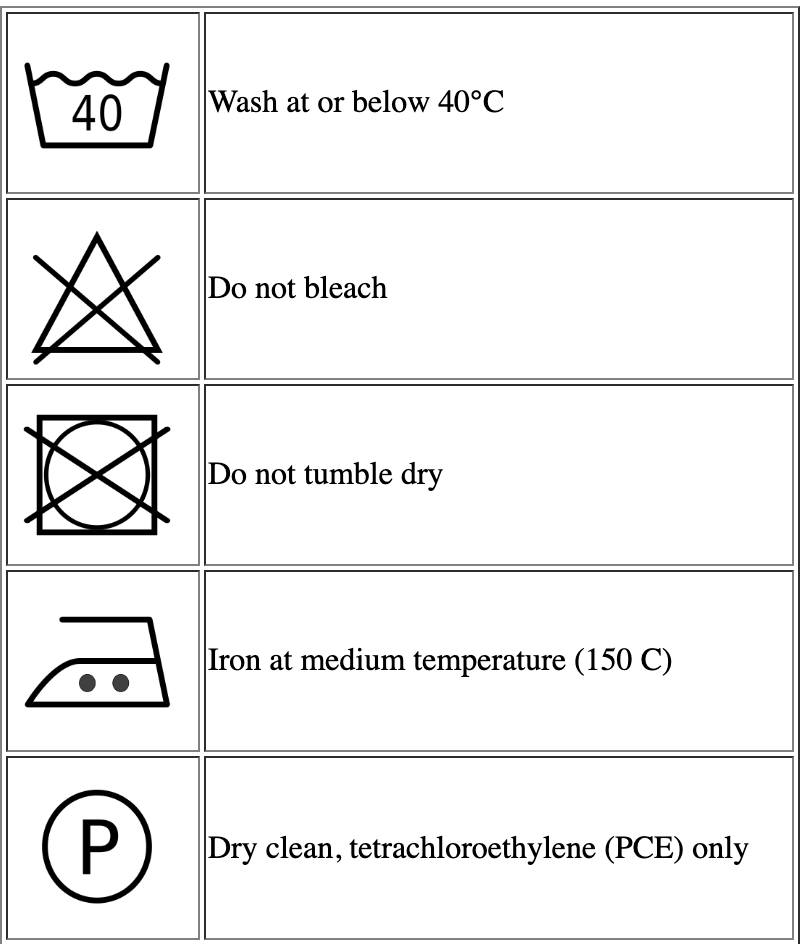 40
Wash at or below 40°C
Do not bleach
Do not tumble dry
Iron at medium temperature (150 C)
P
Dry clean, tetrachloroethylene (PCE) only